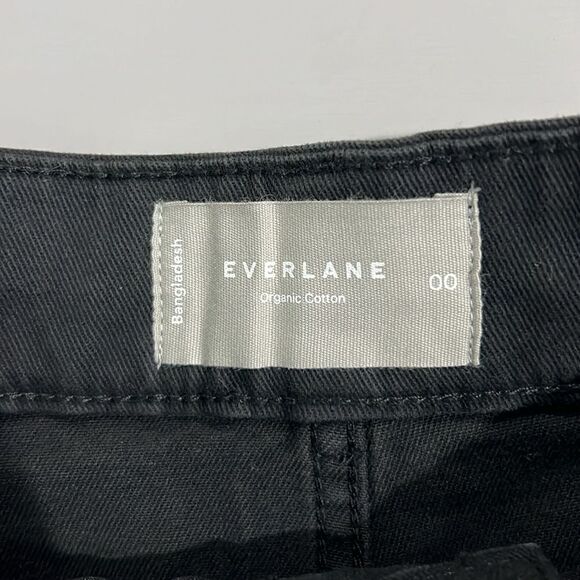 Bangladesh
EVERLANE
Organic Cotton
00